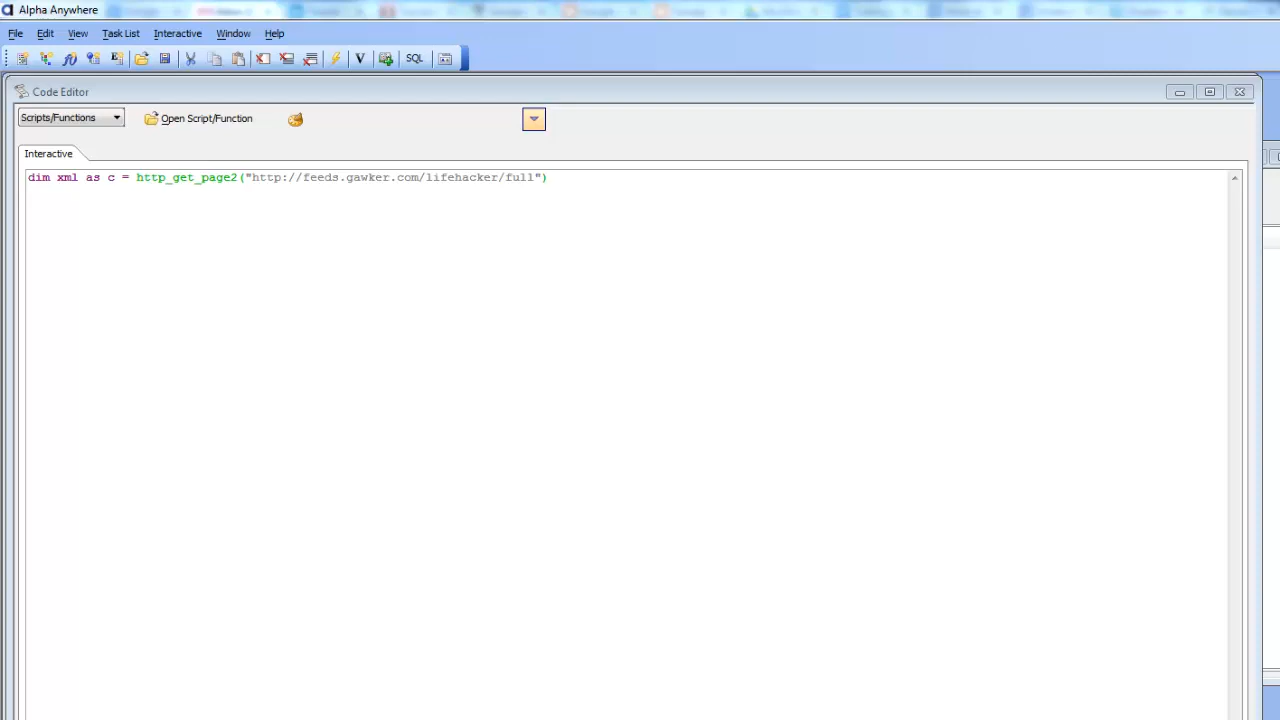 Alpha Anywhere
File Edit View Task List Interactive Window Help
V SQL
Code Editor
Scripts/Functions Open Script/Function
Interactive
dim xml as c = http_get_page2("http://feeds.gawker.com/lifehacker/full")